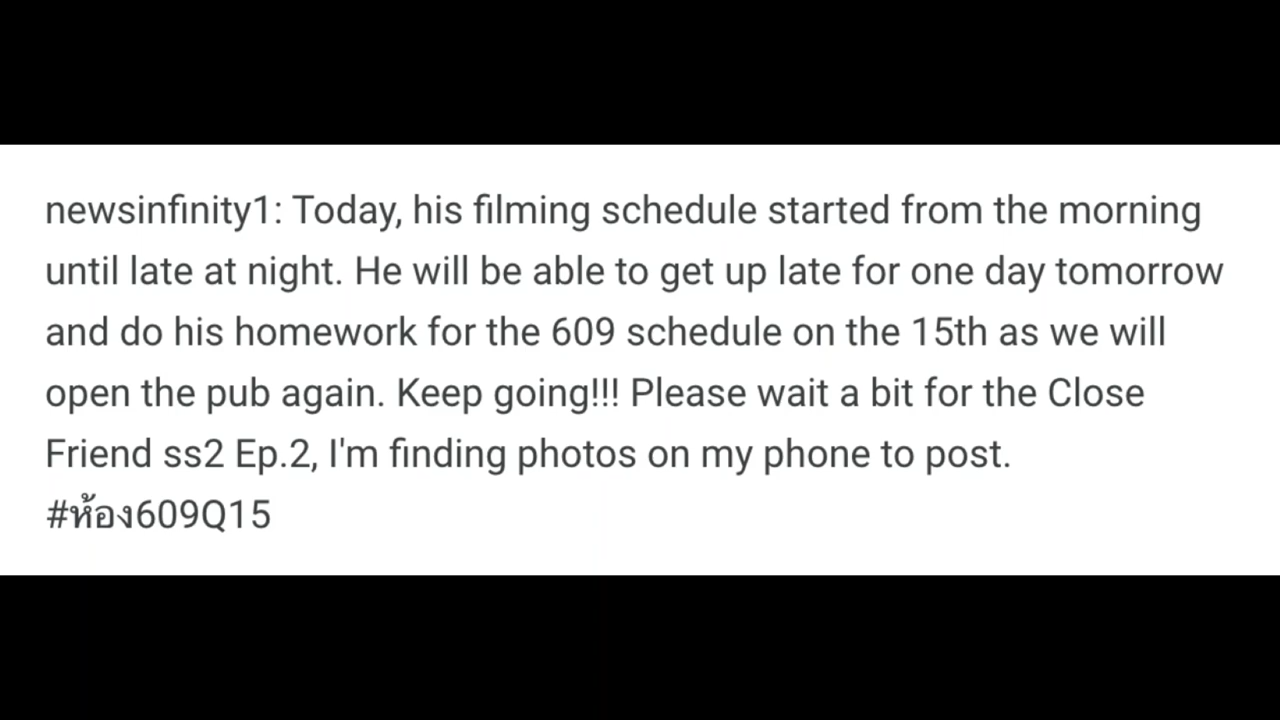 newsinfinity1: Today, his filming schedule started from the morning
until late at night. He will be able to get up late for one day tomorrow
and do his homework for the 609 schedule on the 15th as we will
open the pub again. Keep going!!! Please wait a bit for the Close
Friend ss2 Ep.2, I'm finding photos on my phone to post.
#ห้อง609Q15